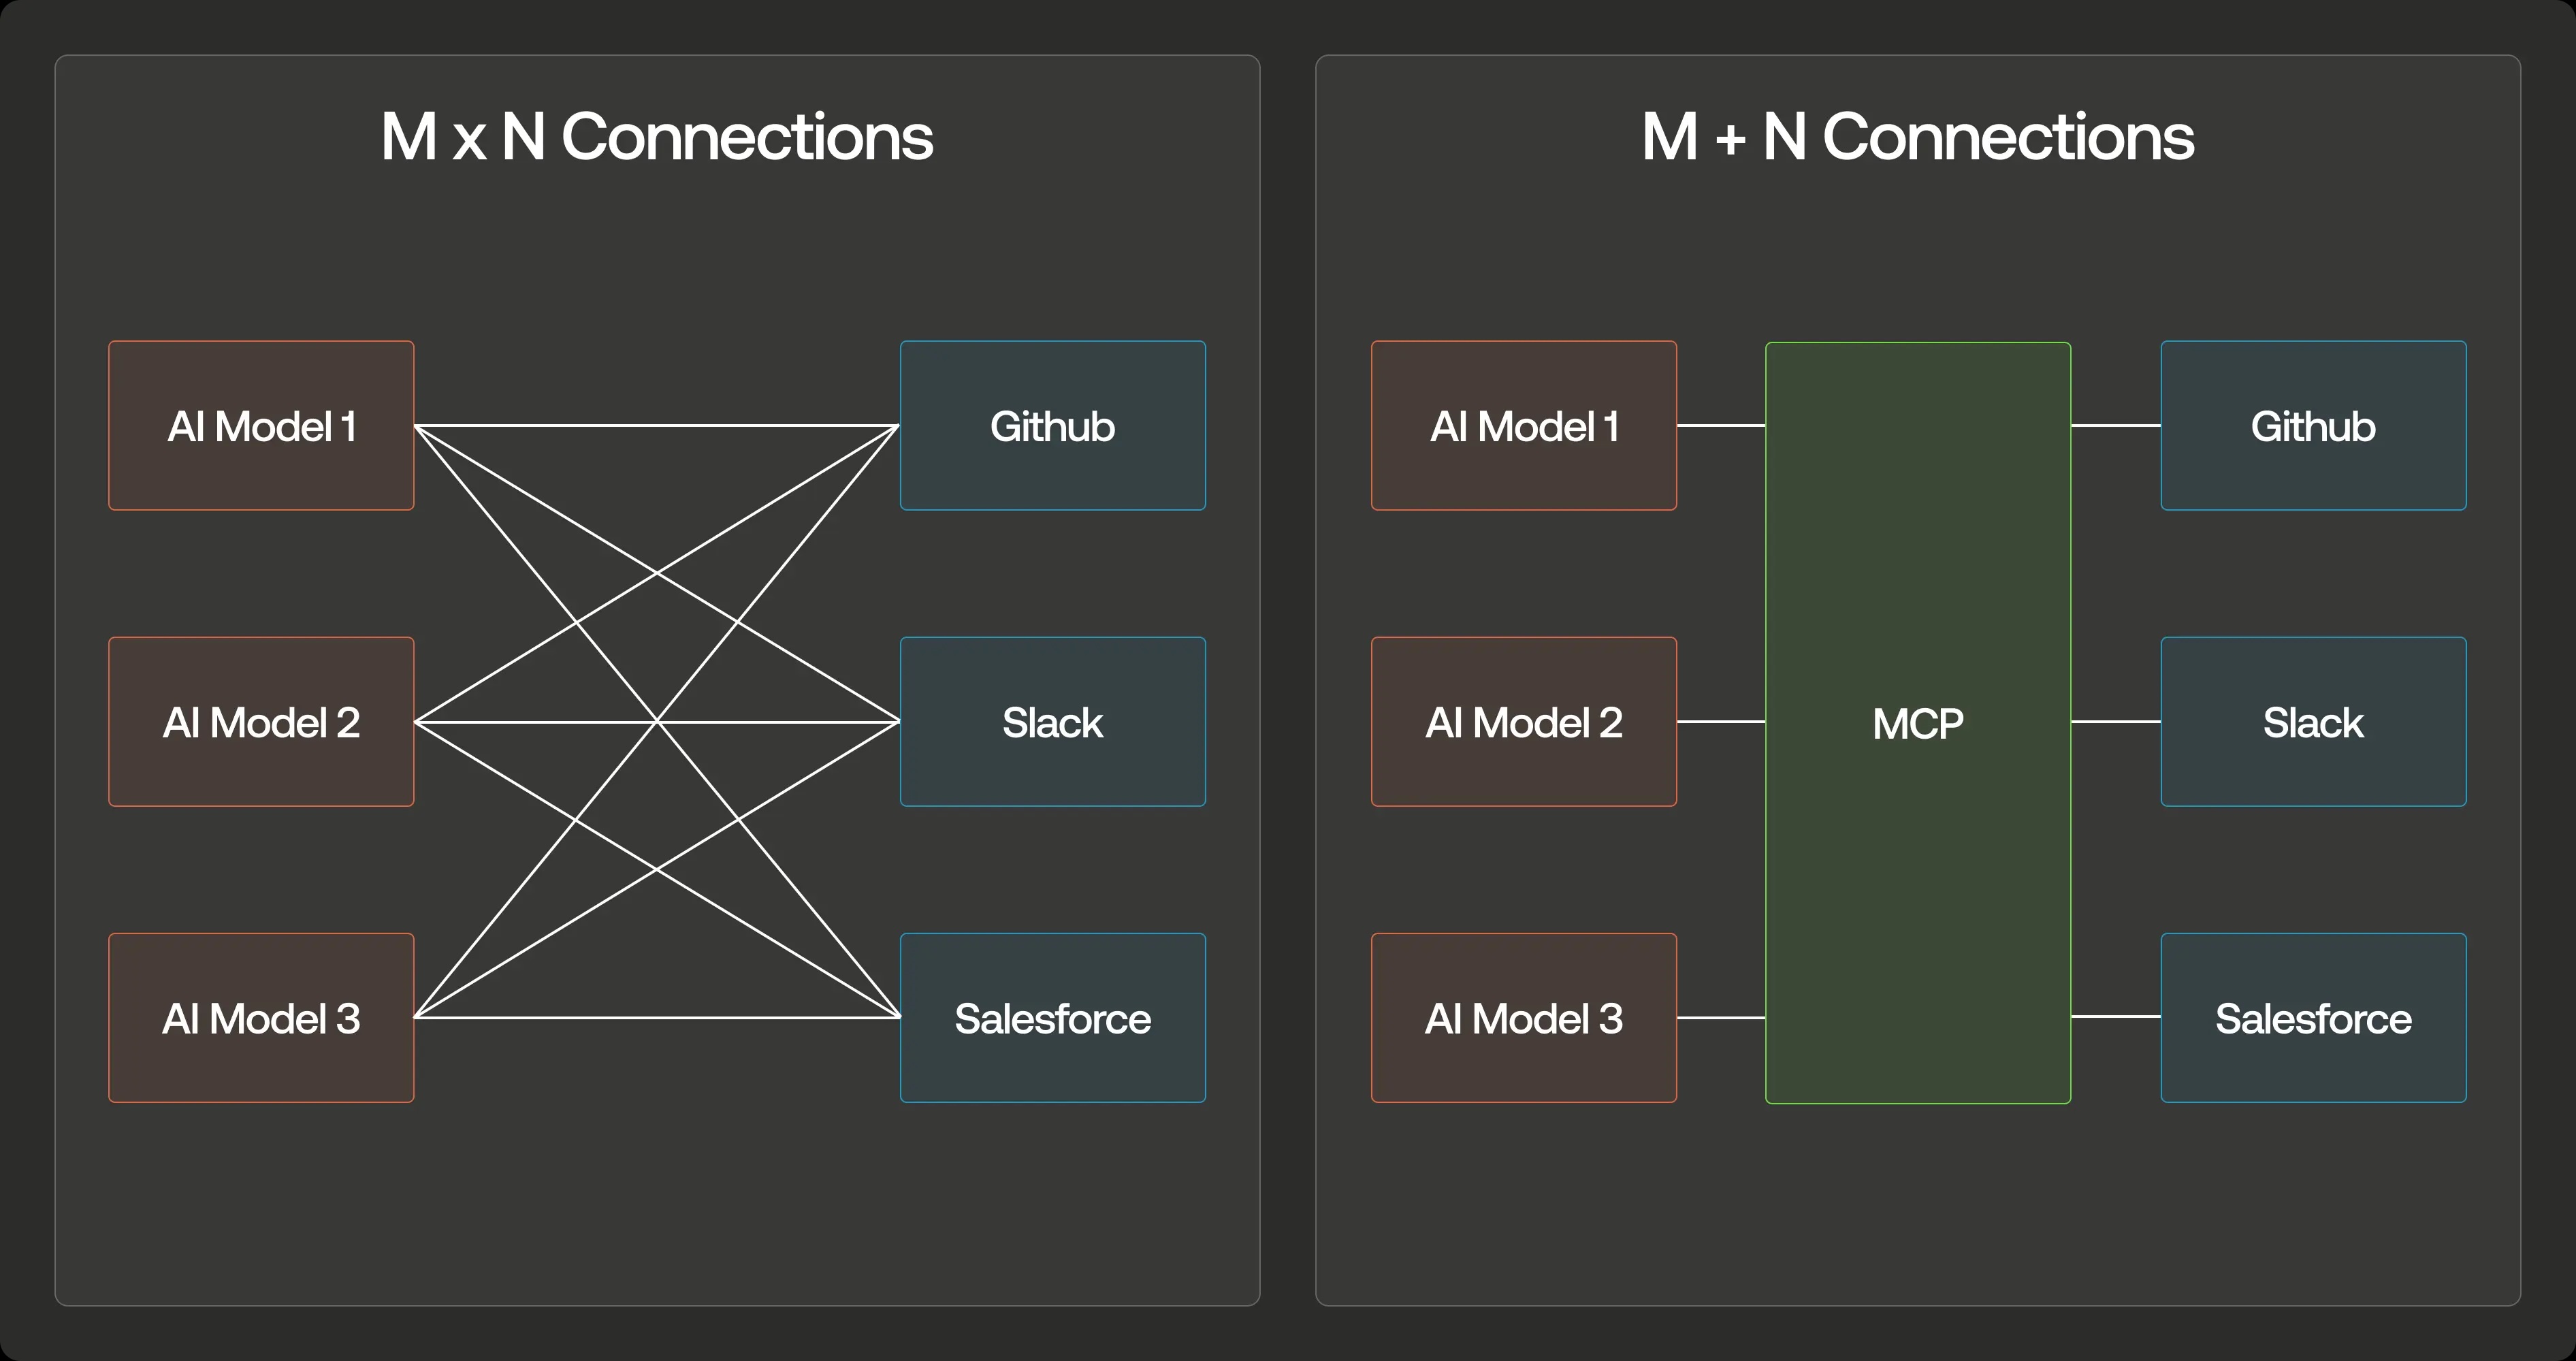 M x N Connections
AI Model 1
Github
AI Model 2
Slack
AI Model 3
Salesforce
M + N Connections
AI Model 1
Github
AI Model 2
MCP
Slack
AI Model 3
Salesforce